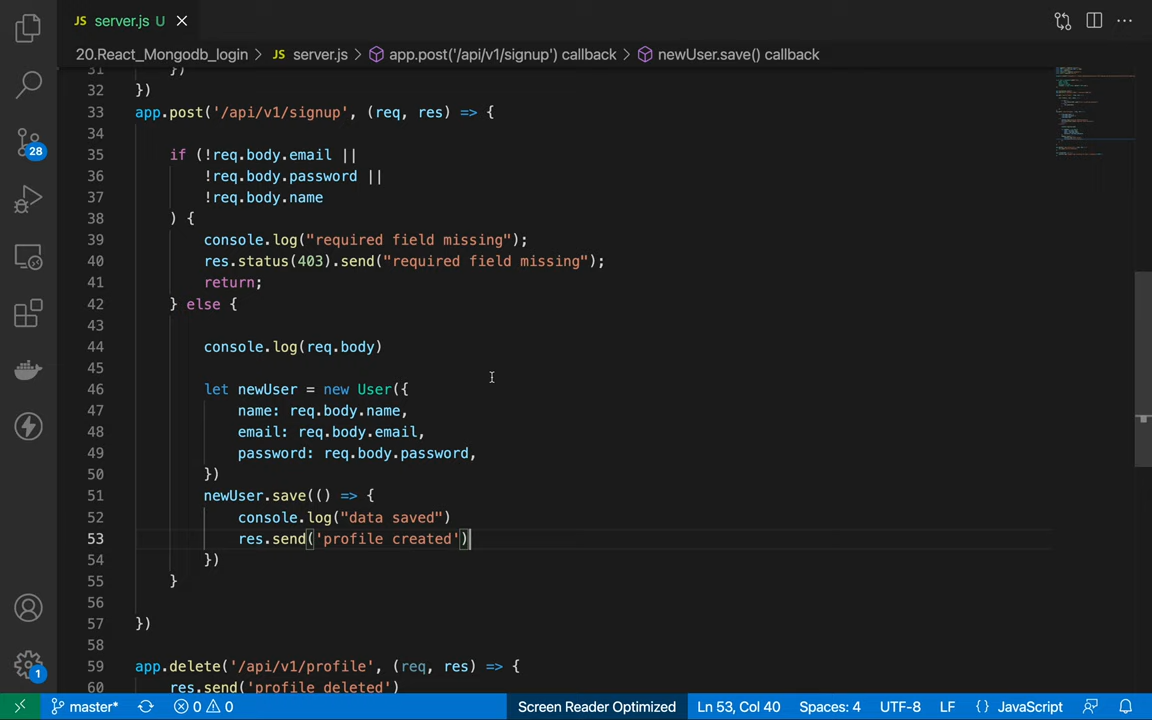 JS server.js U
20.React_Mongodb_login > JS server.js > app.post('/api/v1/signup') callback > newUser.save() callback
31 })
32 })
33 app.post('/api/v1/signup', (req, res) => {
34
35 if (!req.body.email ||
36 !req.body.password ||
37 !req.body.name
38 ) {
39 console.log("required field missing");
40 res.status(403).send("required field missing");
41 return;
42 } else {
43
44 console.log(req.body)
45
46 let newUser = new User({
47 name: req.body.name,
48 email: req.body.email,
49 password: req.body.password,
50 })
51 newUser.save(() => {
52 console.log("data saved")
53 res.send('profile created')
54 })
55 }
56
57 })
58
59 app.delete('/api/v1/profile', (req, res) => {
60 res.send('profile deleted')
28
1
master* 0 0 Screen Reader Optimized Ln 53, Col 40 Spaces: 4 UTF-8 LF {} JavaScript